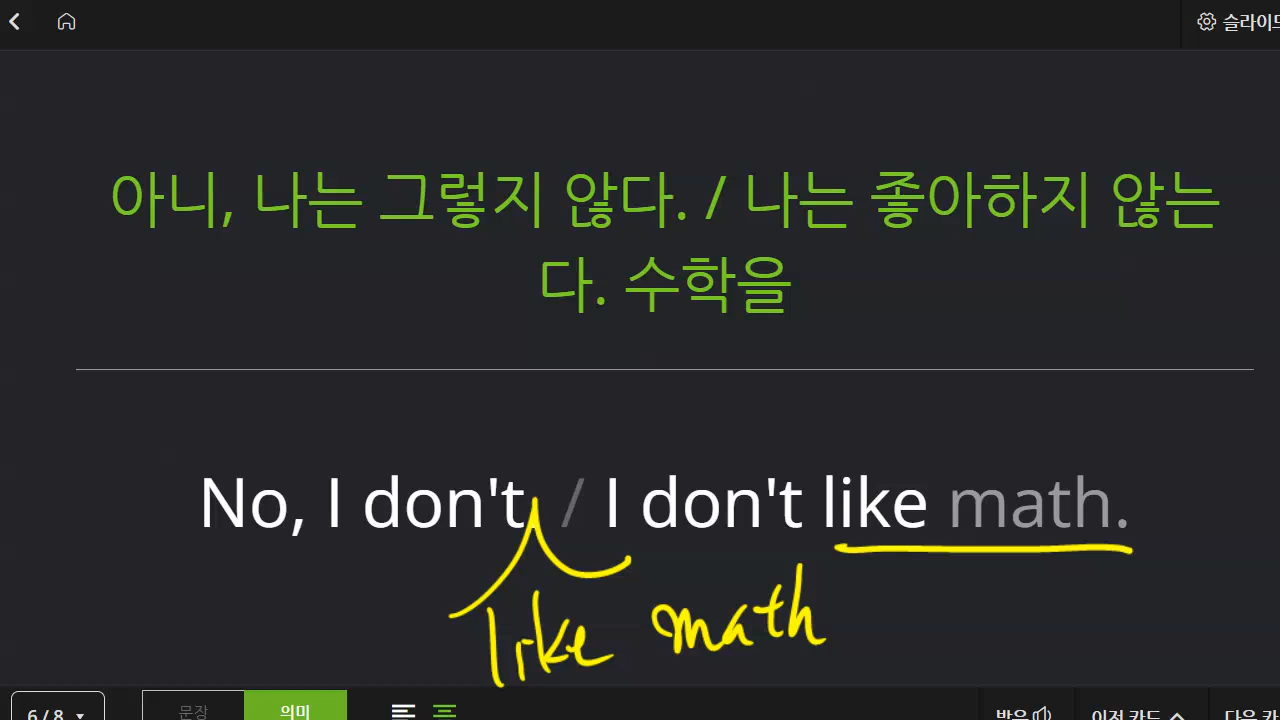 슬라이드
아니, 나는 그렇지 않다. / 나는 좋아하지 않는
다. 수학을
No, I don't / I don't like math.
like math
6 / 8
문장
의미
발음
이전 카드
다음 카